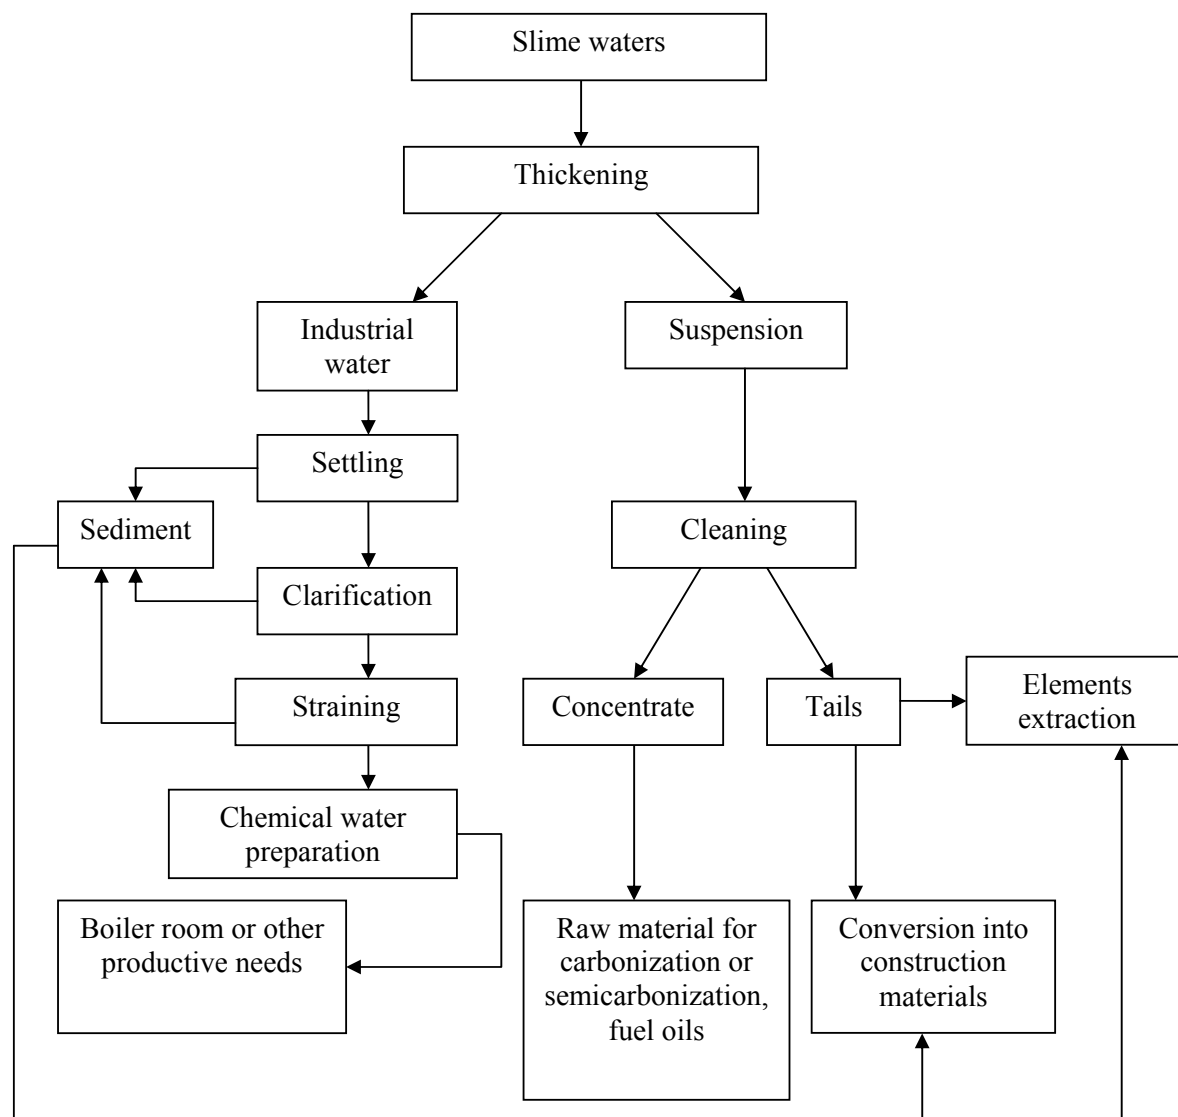 Slime waters
Thickening
Industrial
water
Suspension
Settling
Sediment
Cleaning
Clarification
Straining
Concentrate
Tails
Elements
extraction
Chemical water
preparation
Boiler room or other
productive needs
Raw material for
carbonization or
semicarbonization,
fuel oils
Conversion into
construction
materials